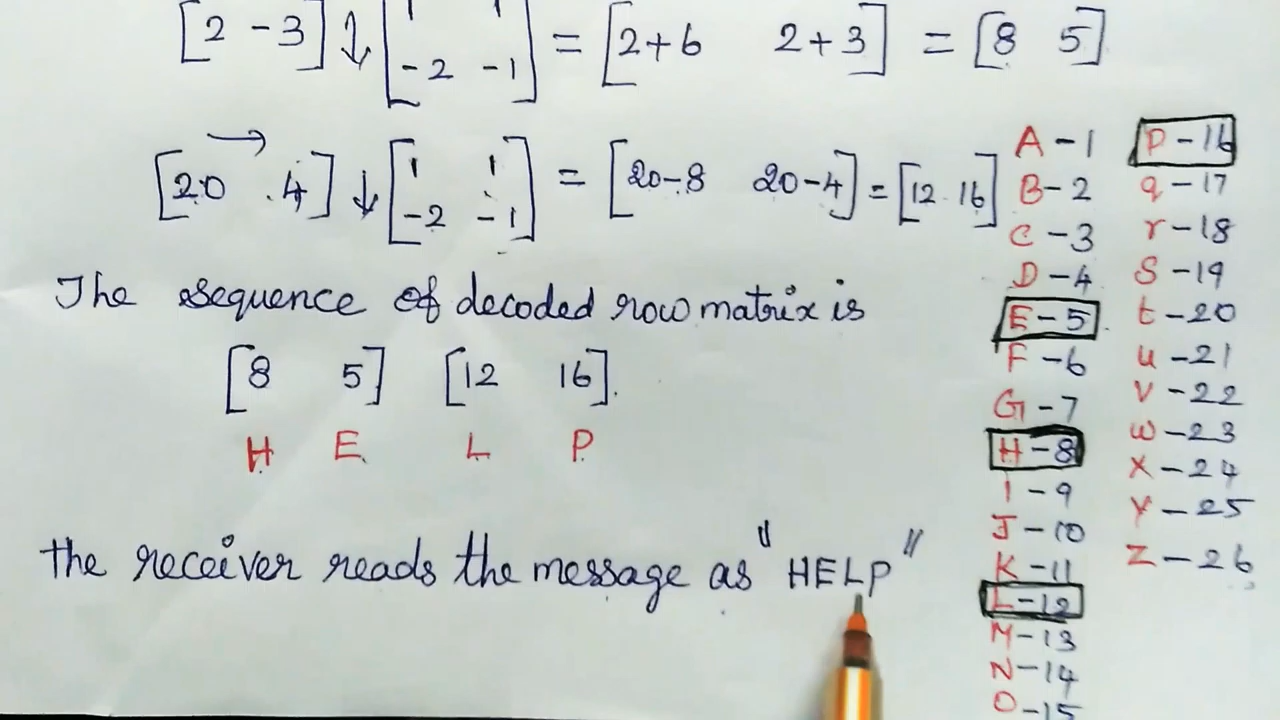 [2 -3] ↓ [1 1
-2 -1] = [2+6 2+3] = [8 5]
[20 4] ↓ [1 1
-2 -1] = [20-8 20-4] = [12 16]
The sequence of decoded row matrix is
[8 5] [12 16].
H E L P
the receiver reads the message as "HELP"
A - 1
B - 2
C - 3
D - 4
E - 5
F - 6
G - 7
H - 8
I - 9
J - 10
K - 11
L - 12
M - 13
N - 14
O - 15
P - 16
q - 17
r - 18
S - 19
t - 20
u - 21
V - 22
w - 23
X - 24
Y - 25
Z - 26